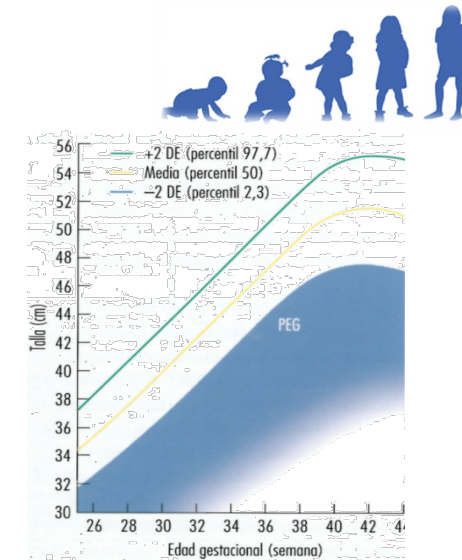 56
+2 DE (percentil 97,7)
54
Media (percentil 50)
52
−2 DE (percentil 2,3)
50
48
46
44
42
40
38
36
34
32
30
Talla (cm)
PEG
26 28 30 32 34 36 38 40 42
Edad gestacional (semana)